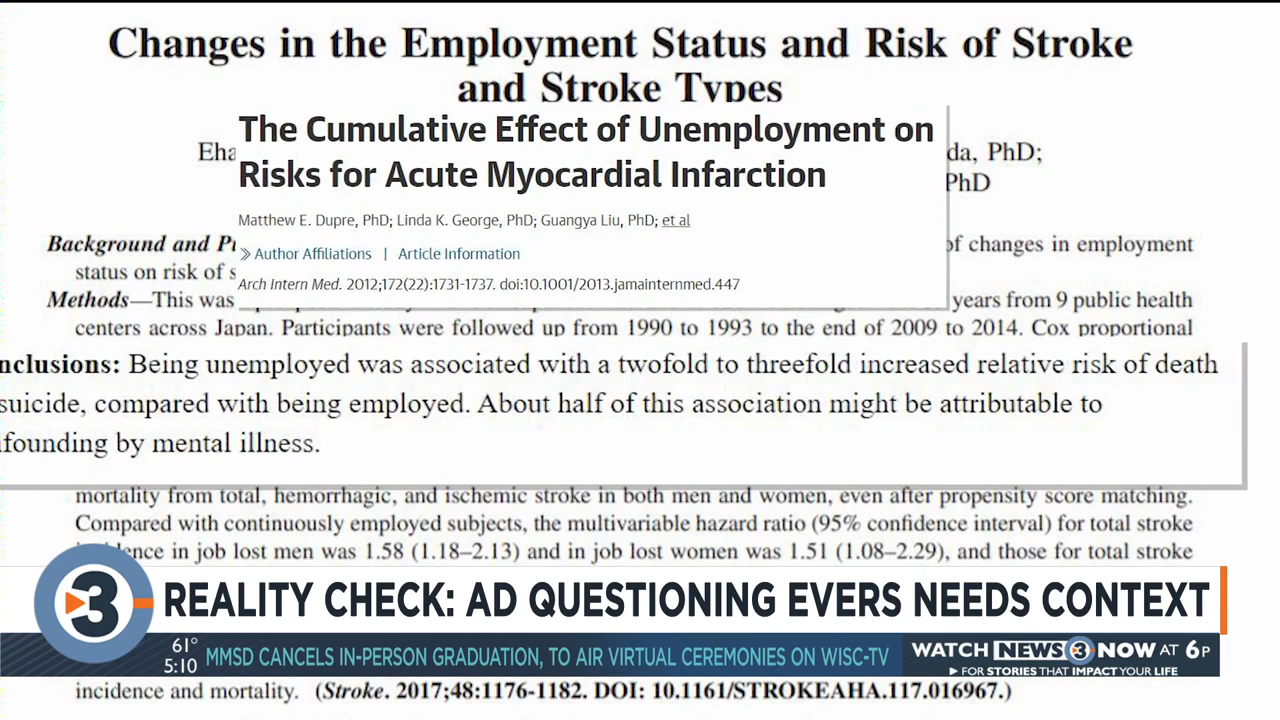 Changes in the Employment Status and Risk of Stroke
and Stroke Types
The Cumulative Effect of Unemployment on
Risks for Acute Myocardial Infarction
Matthew E. Dupre, PhD; Linda K. George, PhD; Guangya Liu, PhD; et al
Author Affiliations | Article Information
Arch Intern Med. 2012;172(22):1731-1737. doi:10.1001/2013.jamainternmed.447
Eha
da, PhD;
PhD
Background and
of changes in employment
status on risk of s
Methods—This was
years from 9 public health
centers across Japan. Participants were followed up from 1990 to 1993 to the end of 2009 to 2014. Cox proportional
nclusions: Being unemployed was associated with a twofold to threefold increased relative risk of death
suicide, compared with being employed. About half of this association might be attributable to
founding by mental illness.
mortality from total, hemorrhagic, and ischemic stroke in both men and women, even after propensity score matching.
Compared with continuously employed subjects, the multivariable hazard ratio (95% confidence interval) for total stroke
ence in job lost men was 1.58 (1.18–2.13) and in job lost women was 1.51 (1.08–2.29), and those for total stroke
3
REALITY CHECK: AD QUESTIONING EVERS NEEDS CONTEXT
61°
5:10
MMSD CANCELS IN-PERSON GRADUATION, TO AIR VIRTUAL CEREMONIES ON WISC-TV
WATCH NEWS 3 NOW AT 6P
FOR STORIES THAT IMPACT YOUR LIFE
incidence and mortality. (Stroke. 2017;48:1176-1182. DOI: 10.1161/STROKEAHA.117.016967.)